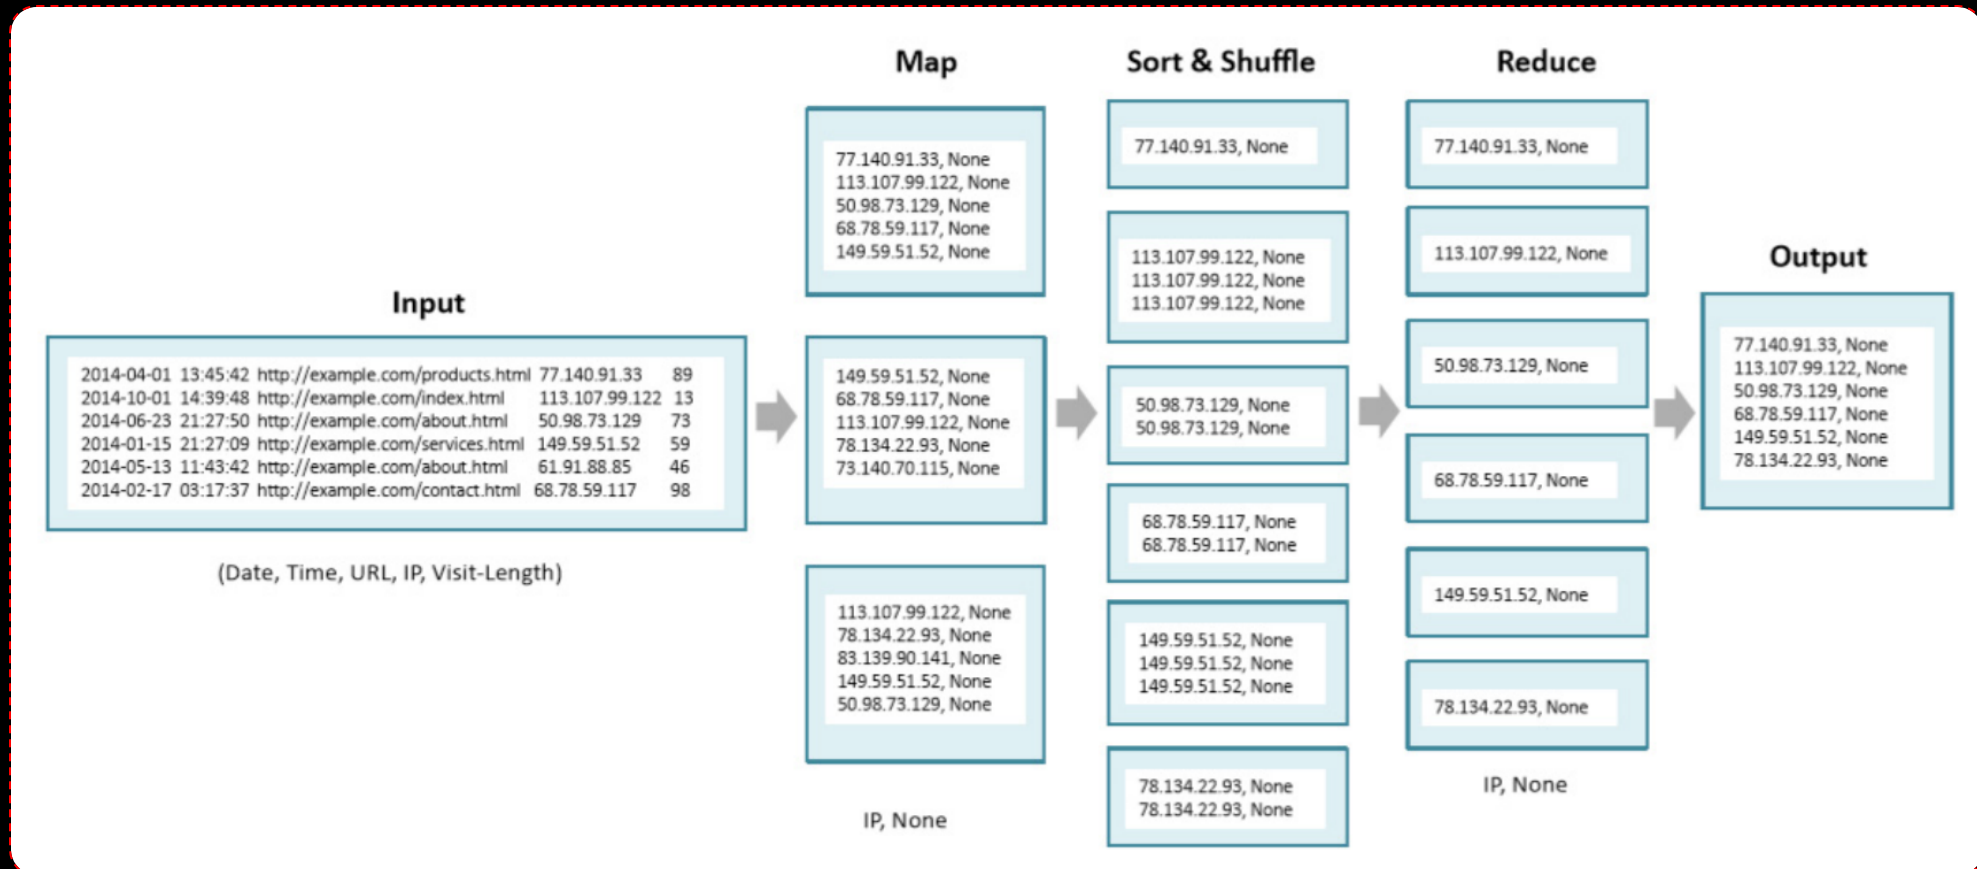 Input
2014-04-01 13:45:42 http://example.com/products.html 77.140.91.33 89
2014-10-01 14:39:48 http://example.com/index.html 113.107.99.122 13
2014-06-23 21:27:50 http://example.com/about.html 50.98.73.129 73
2014-01-15 21:27:09 http://example.com/services.html 149.59.51.52 59
2014-05-13 11:43:42 http://example.com/about.html 61.91.88.85 46
2014-02-17 03:17:37 http://example.com/contact.html 68.78.59.117 98
(Date, Time, URL, IP, Visit-Length)
Map
77.140.91.33, None
113.107.99.122, None
50.98.73.129, None
68.78.59.117, None
149.59.51.52, None
149.59.51.52, None
68.78.59.117, None
113.107.99.122, None
78.134.22.93, None
73.140.70.115, None
113.107.99.122, None
78.134.22.93, None
83.139.90.141, None
149.59.51.52, None
50.98.73.129, None
IP, None
Sort & Shuffle
77.140.91.33, None
113.107.99.122, None
113.107.99.122, None
113.107.99.122, None
50.98.73.129, None
50.98.73.129, None
68.78.59.117, None
68.78.59.117, None
149.59.51.52, None
149.59.51.52, None
149.59.51.52, None
78.134.22.93, None
78.134.22.93, None
Reduce
77.140.91.33, None
113.107.99.122, None
50.98.73.129, None
68.78.59.117, None
149.59.51.52, None
78.134.22.93, None
IP, None
Output
77.140.91.33, None
113.107.99.122, None
50.98.73.129, None
68.78.59.117, None
149.59.51.52, None
78.134.22.93, None